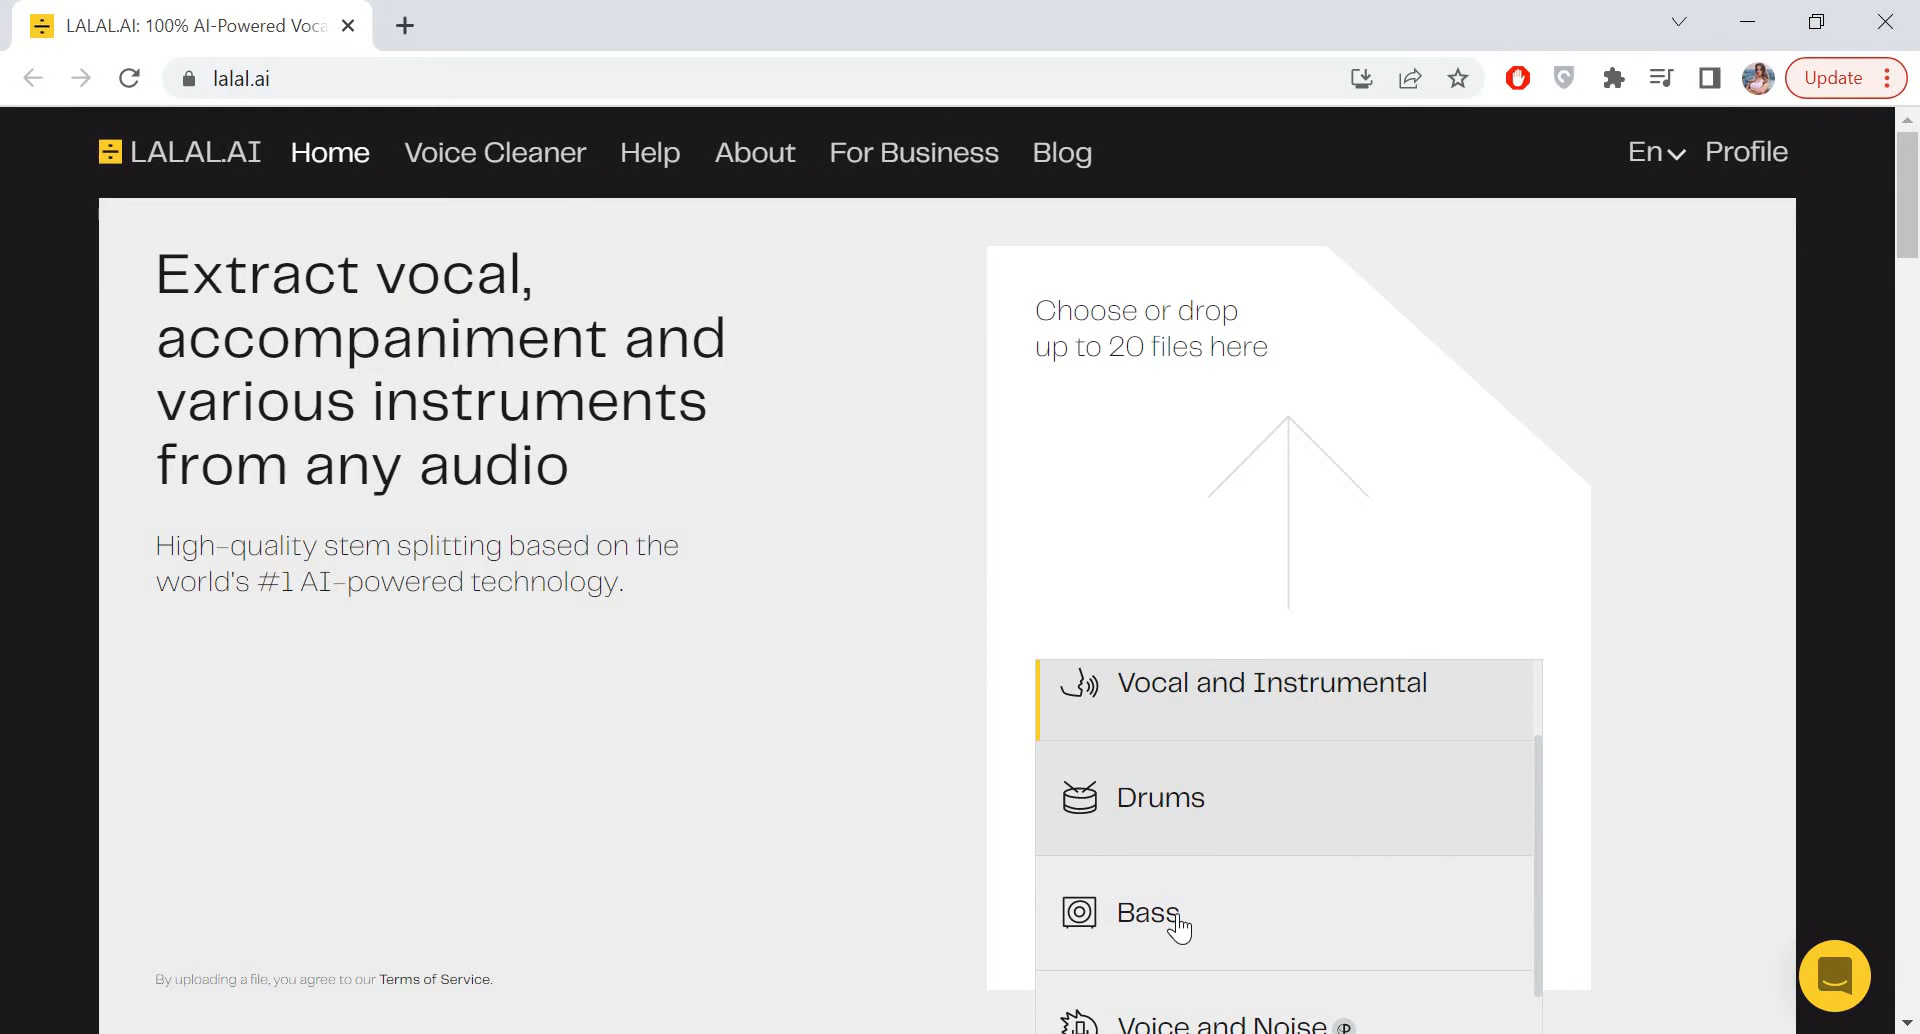 LALAL.AI: 100% AI-Powered Voca
lalal.ai
Update
LALAL.AI Home Voice Cleaner Help About For Business Blog En Profile
Extract vocal,
accompaniment and
various instruments
from any audio
High-quality stem splitting based on the
world's #1 AI-powered technology.
By uploading a file, you agree to our Terms of Service.
Choose or drop
up to 20 files here
Vocal and Instrumental
Drums
Bass
Voice and Noise P